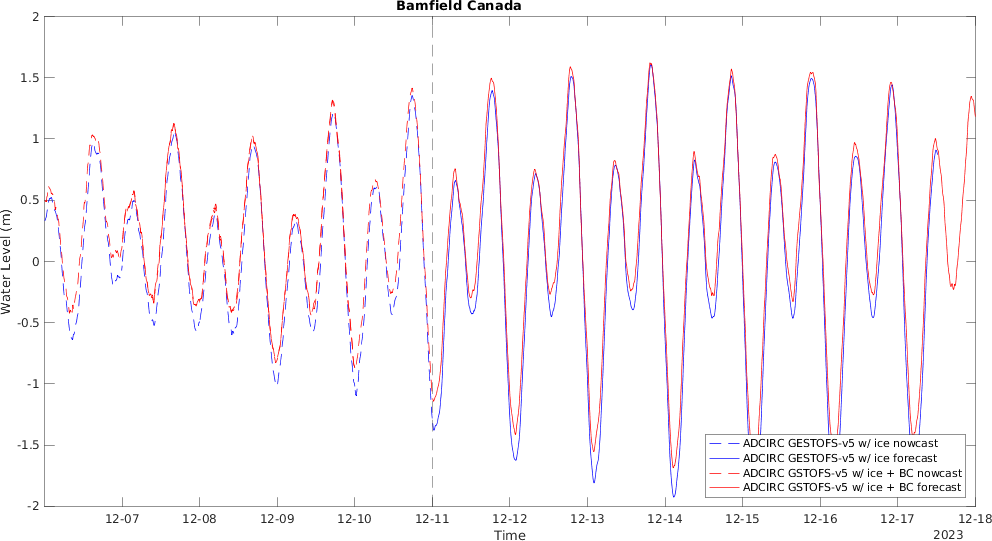 Bamfield Canada
2
1.5
1
0.5
0
-0.5
-1
-1.5
-2
Water Level (m)
12-07 12-08 12-09 12-10 12-11 12-12 12-13 12-14 12-15 12-16 12-17 12-18
Time
2023
ADCIRC GESTOFS-v5 w/ ice nowcast
ADCIRC GESTOFS-v5 w/ ice forecast
ADCIRC GSTOFS-v5 w/ ice + BC nowcast
ADCIRC GSTOFS-v5 w/ ice + BC forecast